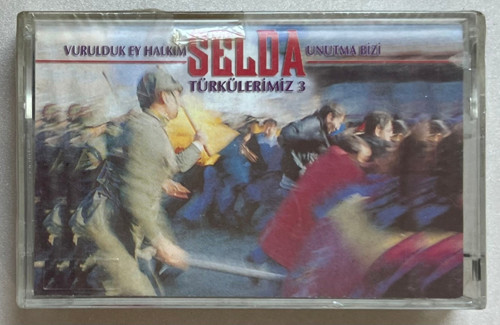 VURULDUK EY HALKIM SELDA UNUTMA BİZİ
TÜRKÜLERİMİZ 3